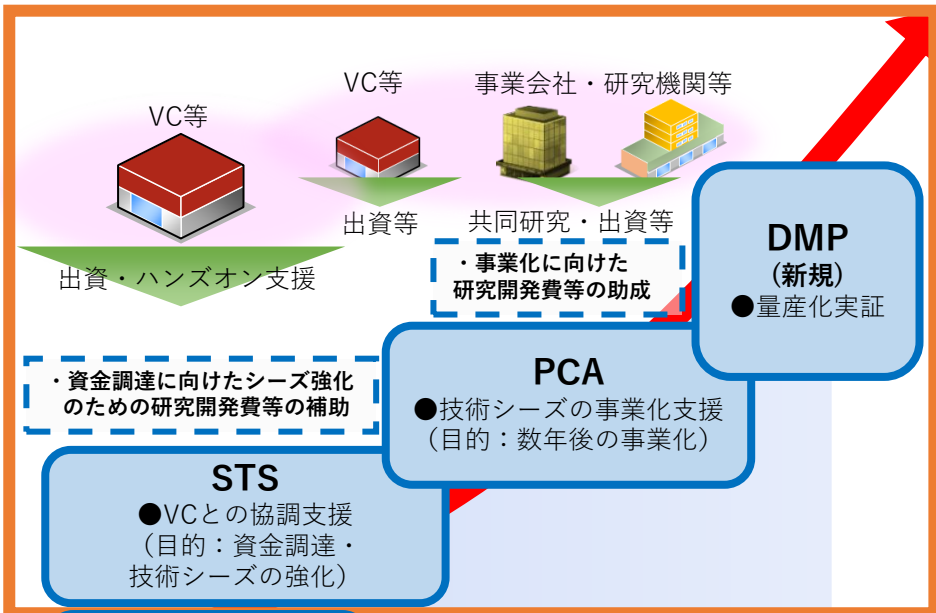 VC等
VC等
事業会社・研究機関等
出資等
共同研究・出資等
出資・ハンズオン支援
・事業化に向けた
研究開発費等の助成
DMP
(新規)
●量産化実証
・資金調達に向けたシーズ強化
のための研究開発費等の補助
PCA
●技術シーズの事業化支援
（目的：数年後の事業化）
STS
●VCとの協調支援
（目的：資金調達・
技術シーズの強化）